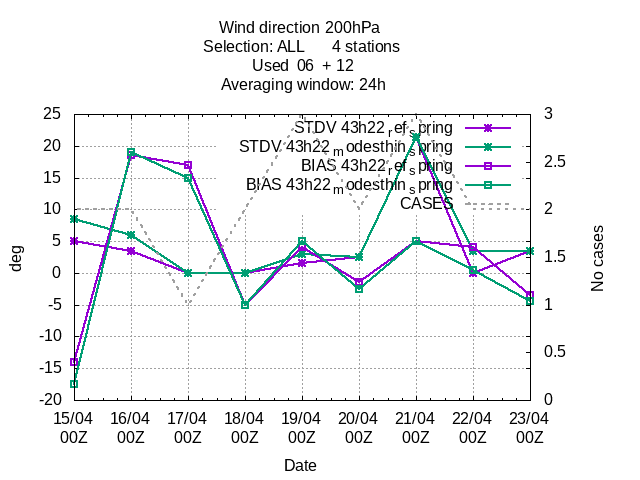 Wind direction 200hPa
Selection: ALL 4 stations
Used 06 + 12
Averaging window: 24h
STDV 43h22_ref_spring
STDV 43h22_modesthin_spring
BIAS 43h22_ref_spring
BIAS 43h22_modesthin_spring
CASES
25
20
15
10
5
0
-5
-10
-15
-20
deg
3
2.5
2
1.5
1
0.5
0
No cases
15/04 16/04 17/04 18/04 19/04 20/04 21/04 22/04 23/04
00Z 00Z 00Z 00Z 00Z 00Z 00Z 00Z 00Z
Date